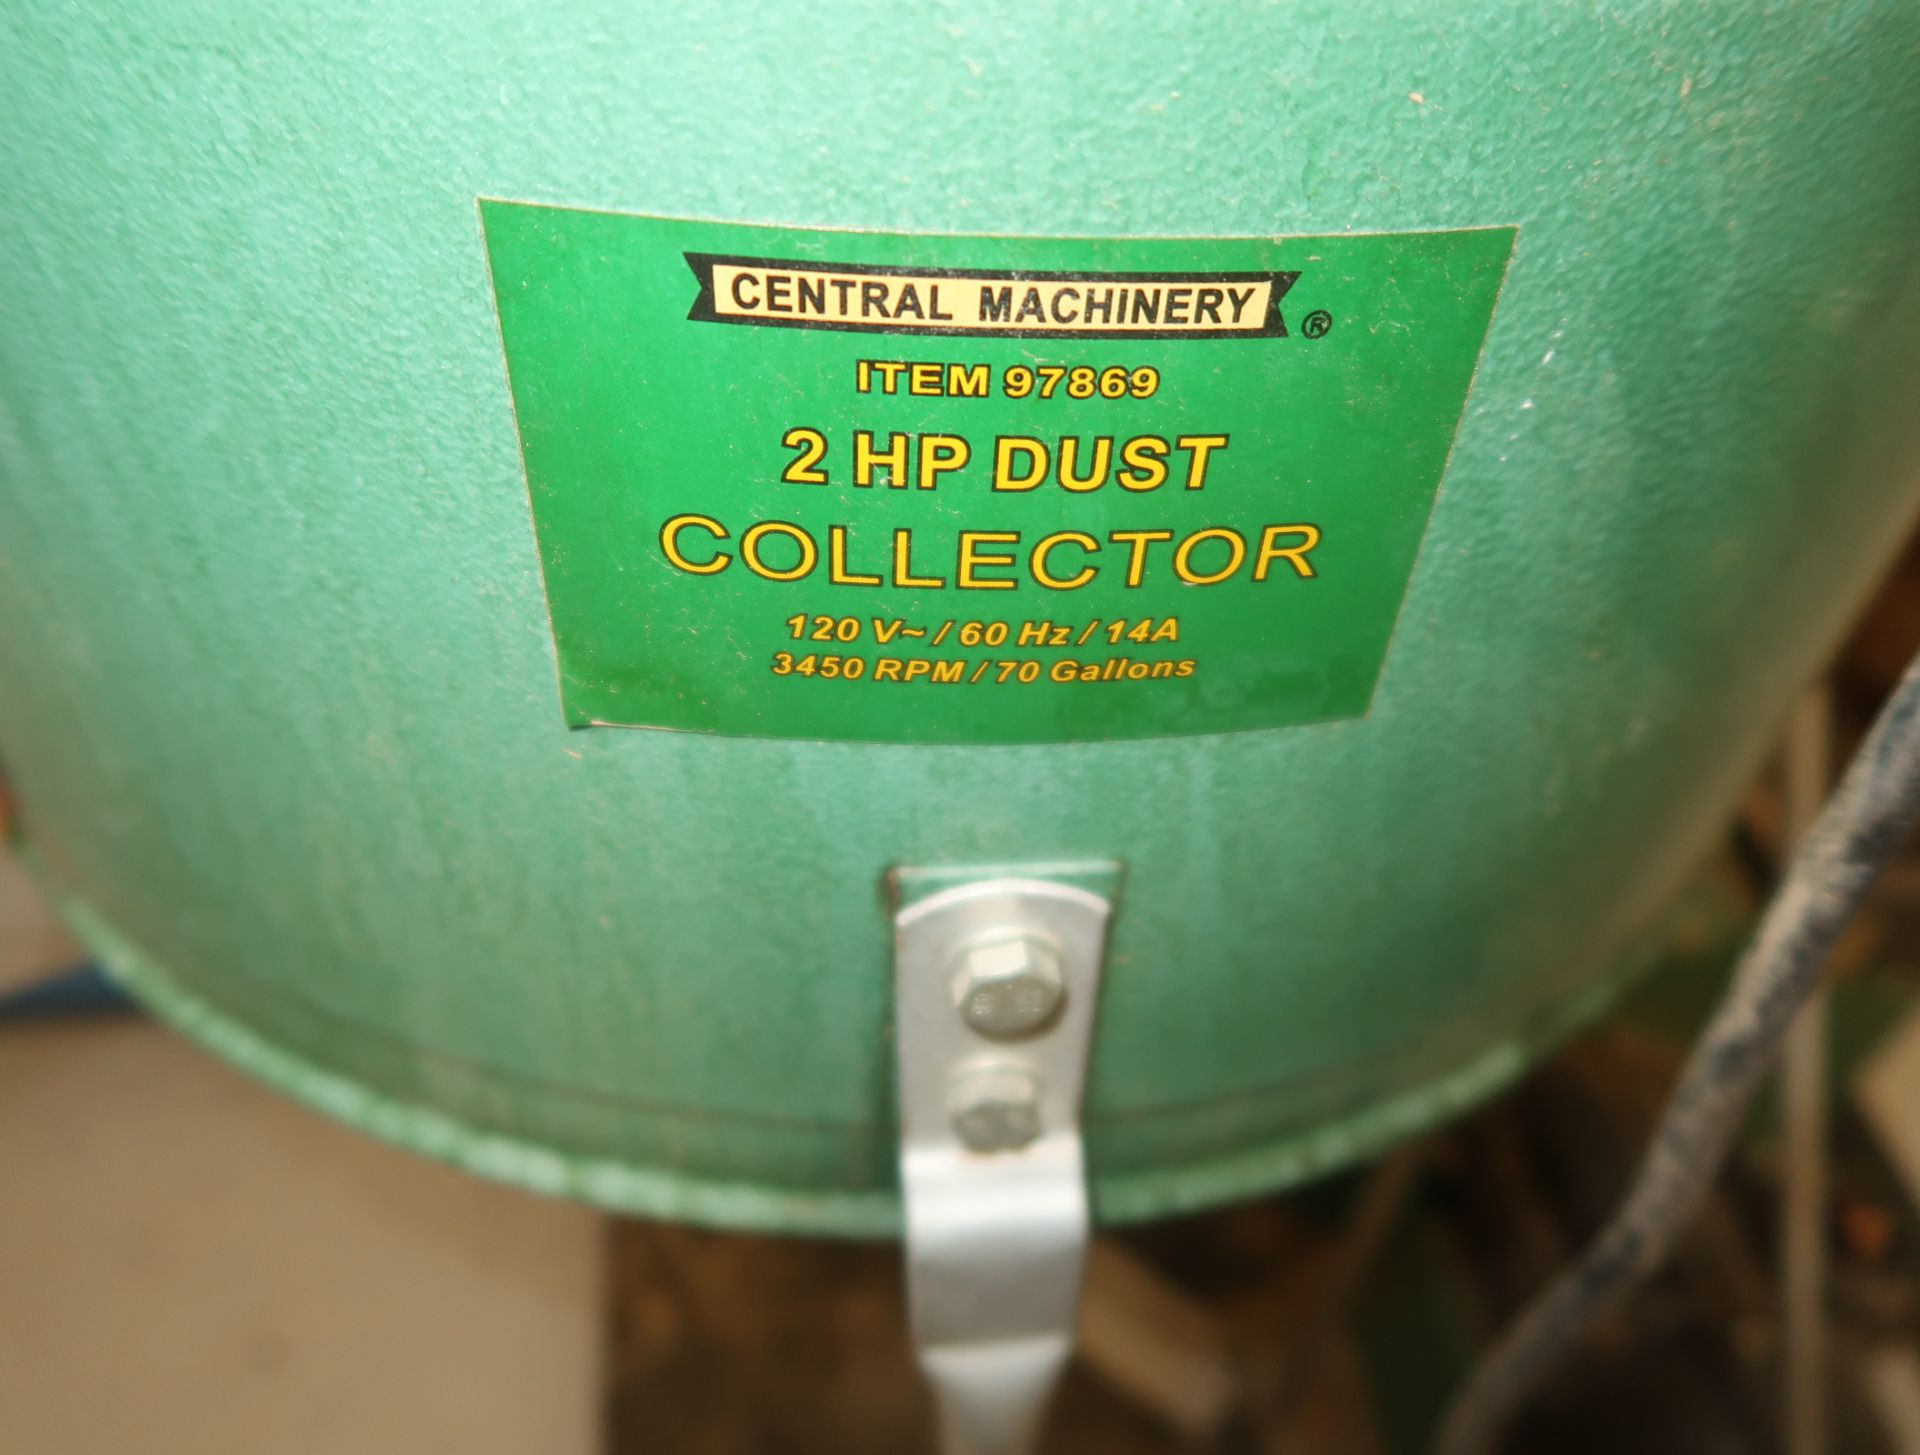 CENTRAL MACHINERY ®
ITEM 97869
2 HP DUST
COLLECTOR
120 V~ / 60 Hz / 14A
3450 RPM / 70 Gallons